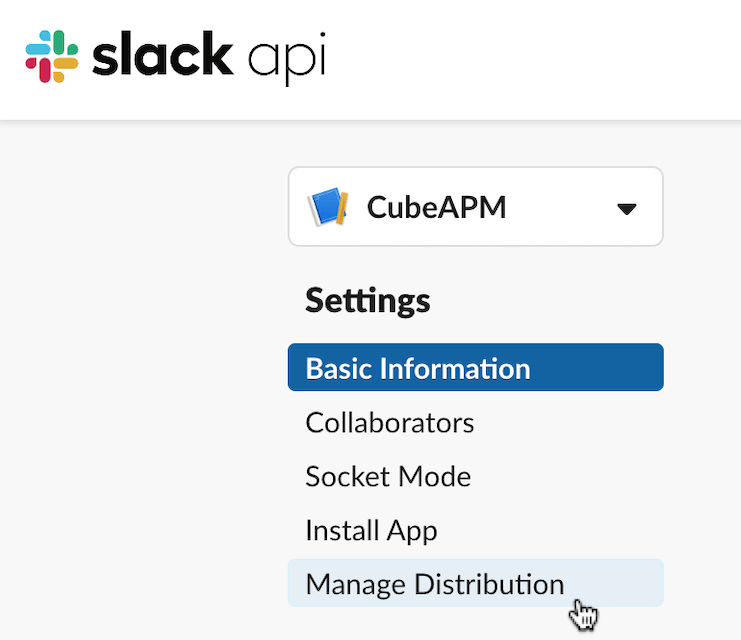 slack api
CubeAPM
Settings
Basic Information
Collaborators
Socket Mode
Install App
Manage Distribution